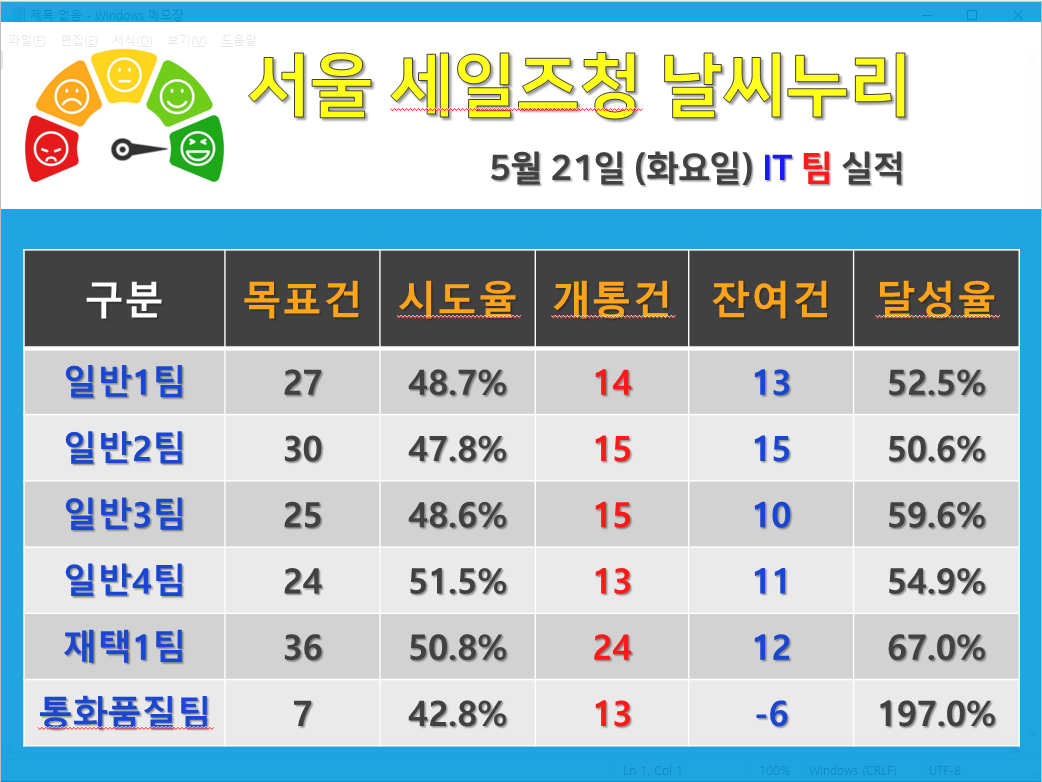 제목 없음 - Windows 메모장
파일(F) 편집(E) 서식(O) 보기(V) 도움말
서울 세일즈청 날씨누리
5월 21일 (화요일) IT 팀 실적
구분 목표건 시도율 개통건 잔여건 달성율
일반1팀 27 48.7% 14 13 52.5%
일반2팀 30 47.8% 15 15 50.6%
일반3팀 25 48.6% 15 10 59.6%
일반4팀 24 51.5% 13 11 54.9%
재택1팀 36 50.8% 24 12 67.0%
통화품질팀 7 42.8% 13 -6 197.0%
Ln 1, Col 1 100% Windows (CRLF) UTF-8